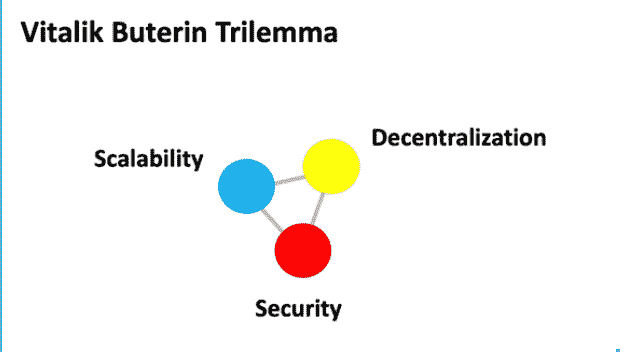 Vitalik Buterin Trilemma
Decentralization
Scalability
Security